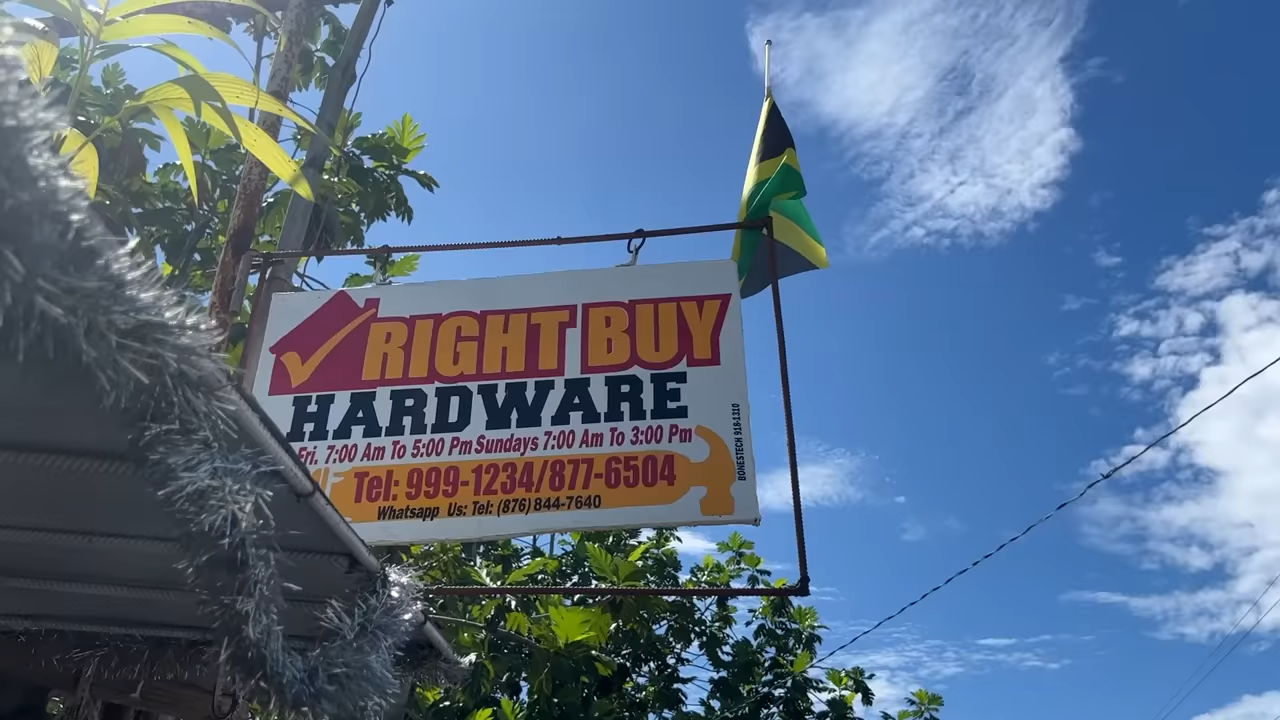 RIGHT BUY
HARDWARE
Fri. 7:00 Am To 5:00 Pm Sundays 7:00 Am To 3:00 Pm
Tel: 999-1234/877-6504
Whatsapp Us: Tel: (876) 844-7640
BONESTECH 918-1310